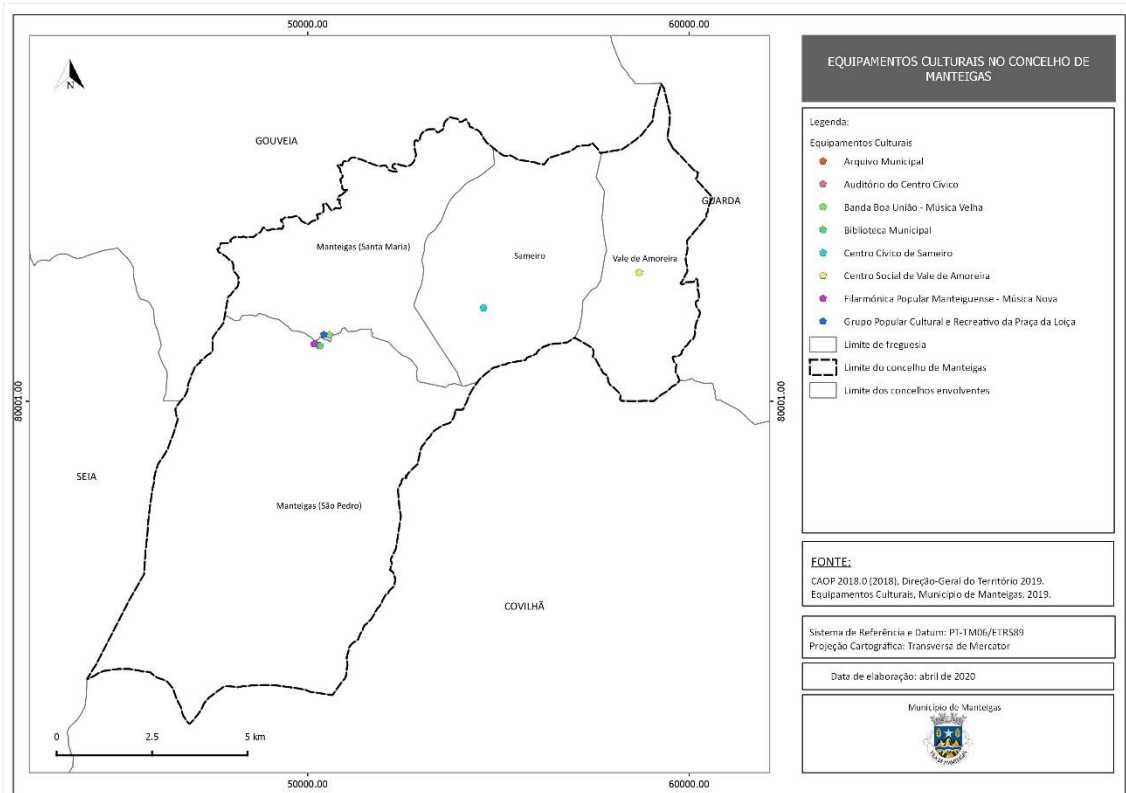 50000.00
60000.00
N
GOUVEIA
GUARDA
Manteigas (Santa Maria)
Sameiro
Vale de Amoreira
80001.00
80001.00
SEIA
Manteigas (São Pedro)
COVILHÃ
0 2.5 5 km
50000.00
60000.00
EQUIPAMENTOS CULTURAIS NO CONCELHO DE
MANTEIGAS
Legenda:
Equipamentos Culturais
Arquivo Municipal
Auditório do Centro Cívico
Banda Boa União - Música Velha
Biblioteca Municipal
Centro Cívico de Sameiro
Centro Social de Vale de Amoreira
Filarmónica Popular Manteiguense - Música Nova
Grupo Popular Cultural e Recreativo da Praça da Loiça
Limite de freguesia
Limite do concelho de Manteigas
Limite dos concelhos envolventes
FONTE:
CAOP 2018.0 (2018), Direção-Geral do Território 2019.
Equipamentos Culturais, Município de Manteigas, 2019.
Sistema de Referência e Datum: PT-TM06/ETRS89
Projeção Cartográfica: Transversa de Mercator
Data de elaboração: abril de 2020
Município de Manteigas
VILA DE MANTEIGAS